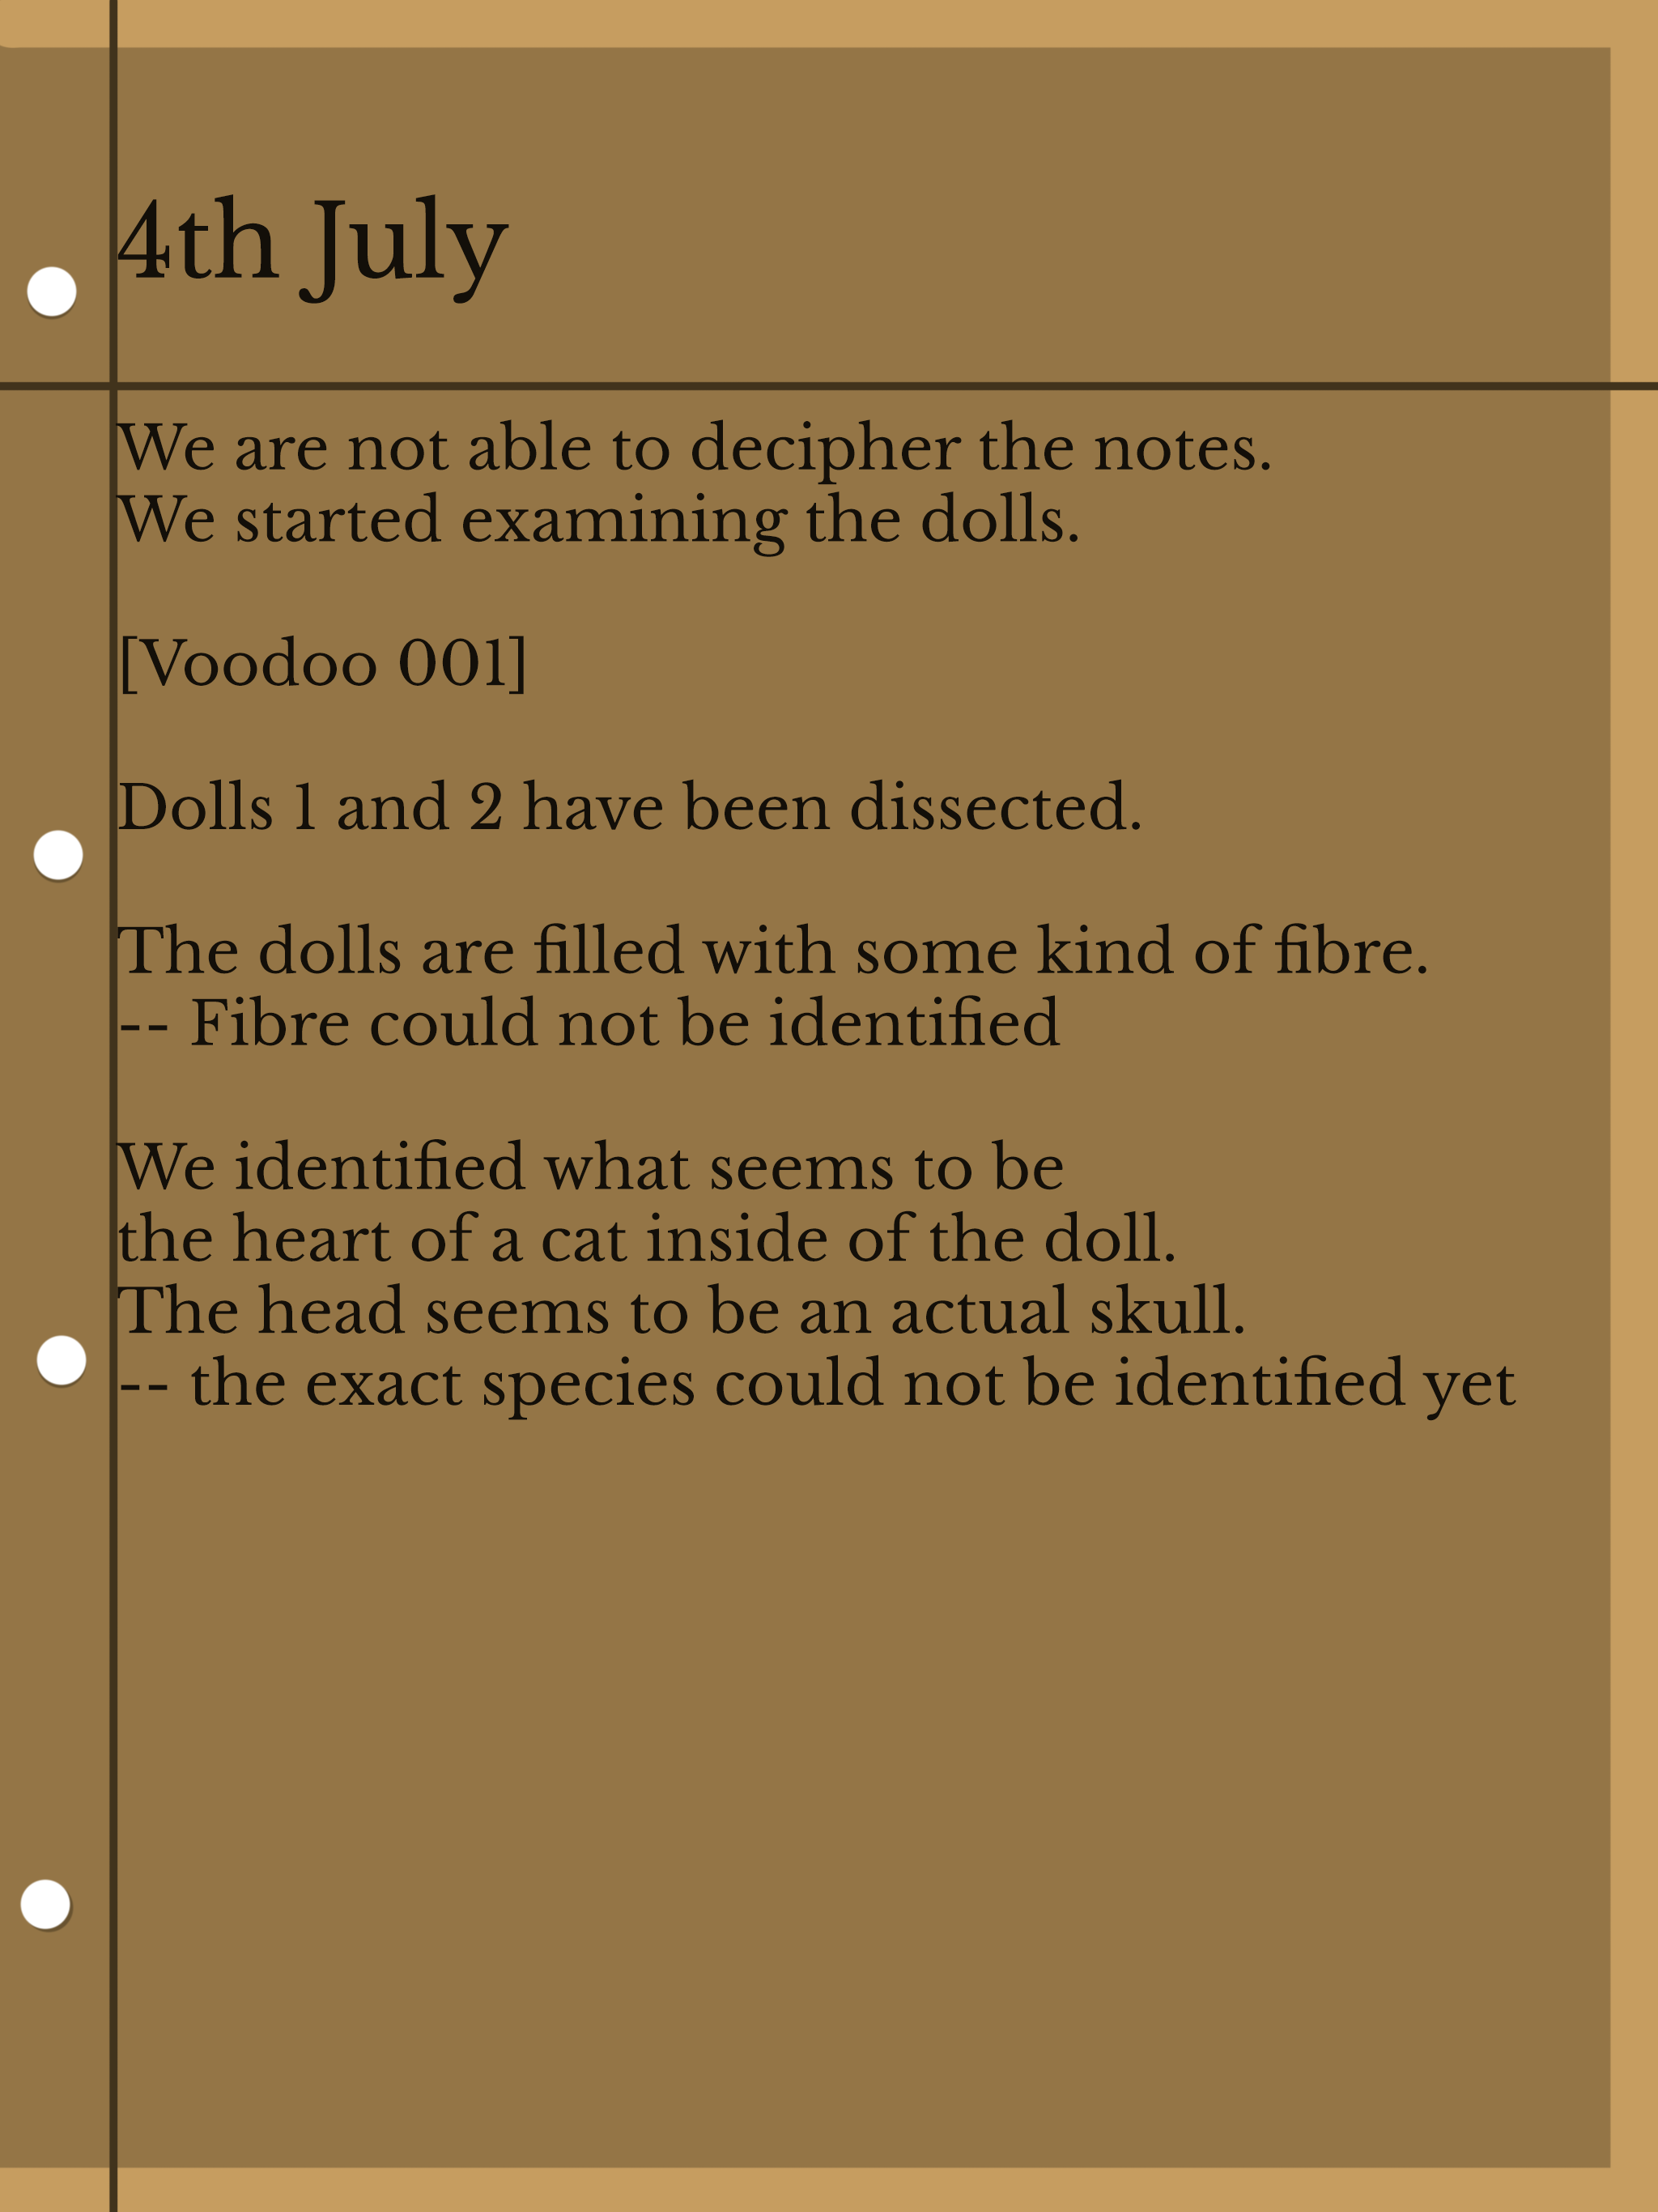 4th July
We are not able to decipher the notes.
We started examining the dolls.
[Voodoo 001]
Dolls 1 and 2 have been dissected.
The dolls are filled with some kind of fibre.
-- Fibre could not be identified
We identified what seems to be
the heart of a cat inside of the doll.
The head seems to be an actual skull.
-- the exact species could not be identified yet